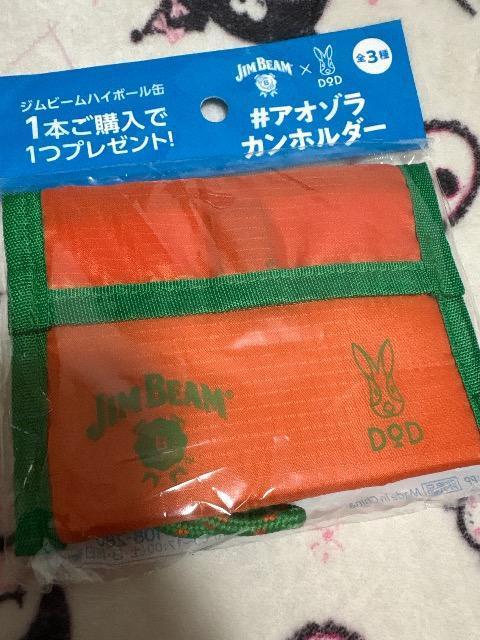 ジムビームハイボール缶
1本ご購入で
1つプレゼント!
JIM BEAM
B
×
DOD
全3種
#アオゾラ
カンホルダー
JIM BEAM®
B
DOD
PP
Made in China